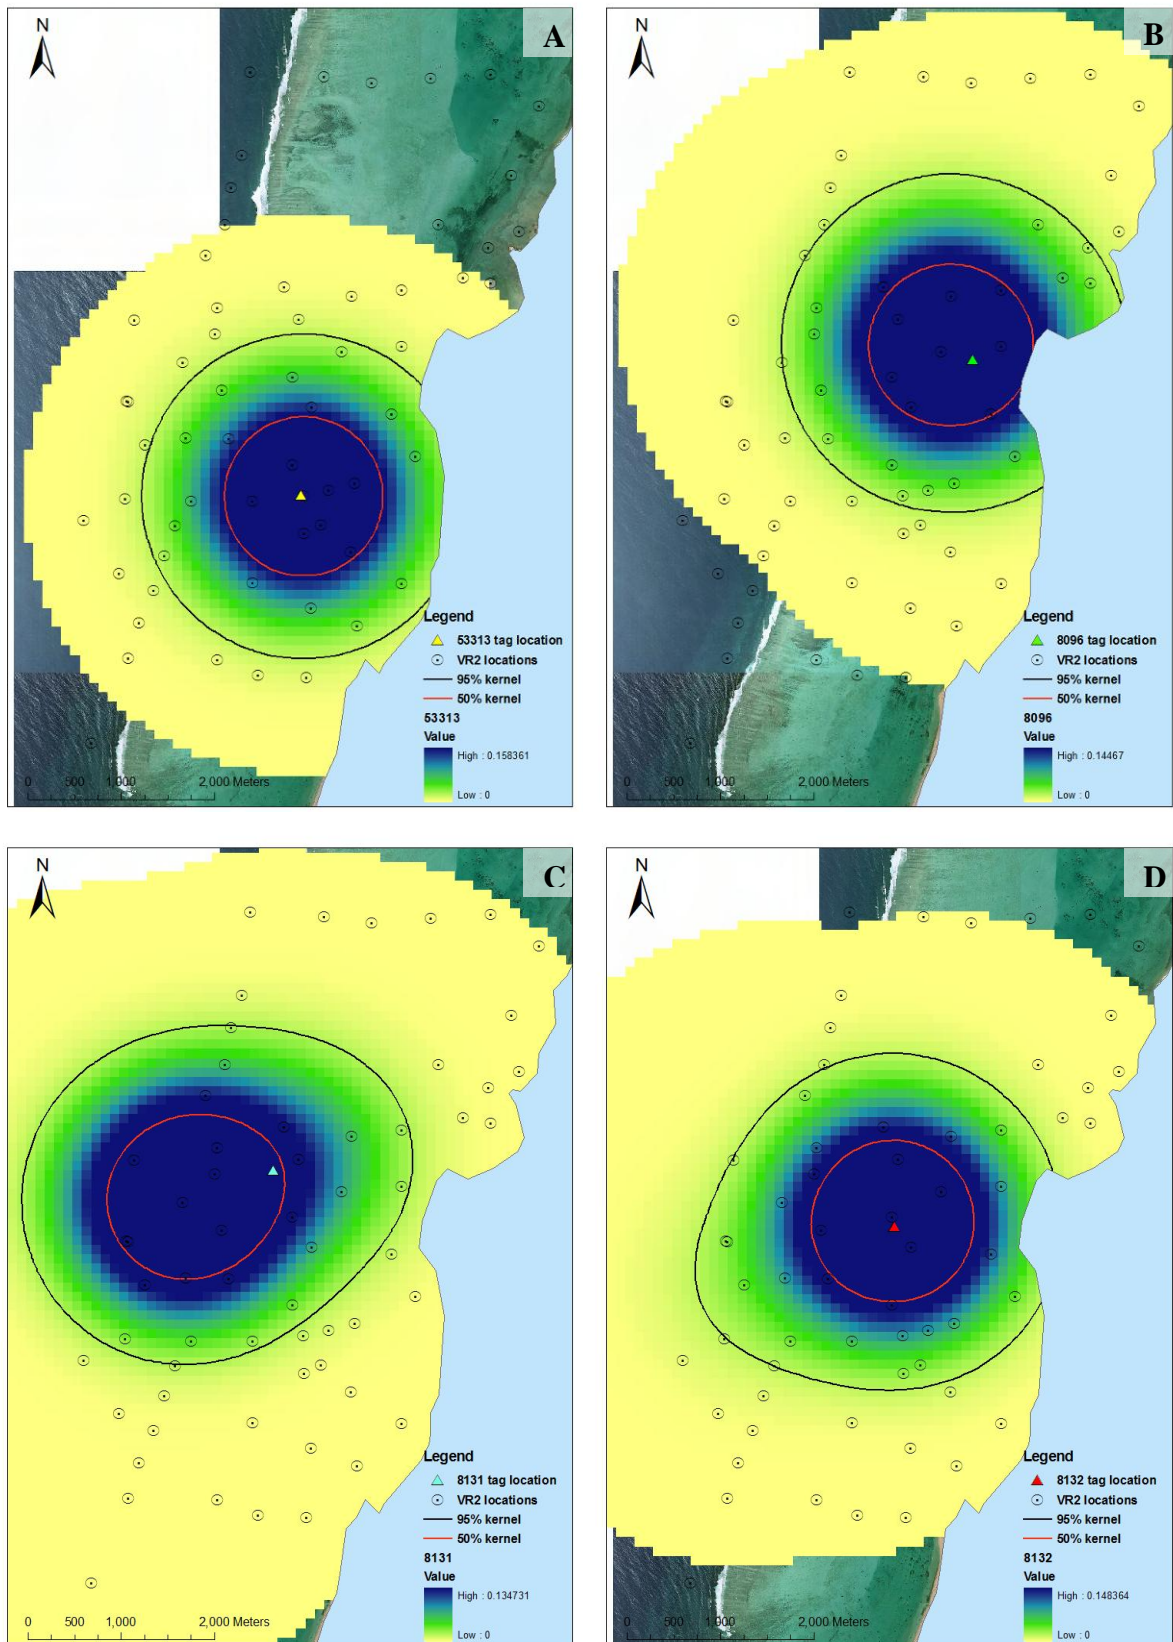 N
A
Legend
53313 tag location
VR2 locations
95% kernel
50% kernel
53313
Value
High : 0.158361
Low : 0
0 1,000 2,000 Meters
N
B
Legend
8096 tag location
VR2 locations
95% kernel
50% kernel
8096
Value
High : 0.14467
Low : 0
0 1,000 2,000 Meters
N
C
Legend
8131 tag location
VR2 locations
95% kernel
50% kernel
8131
Value
High : 0.134731
Low : 0
0 1,000 2,000 Meters
N
D
Legend
8132 tag location
VR2 locations
95% kernel
50% kernel
8132
Value
High : 0.148364
Low : 0
0 1,000 2,000 Meters